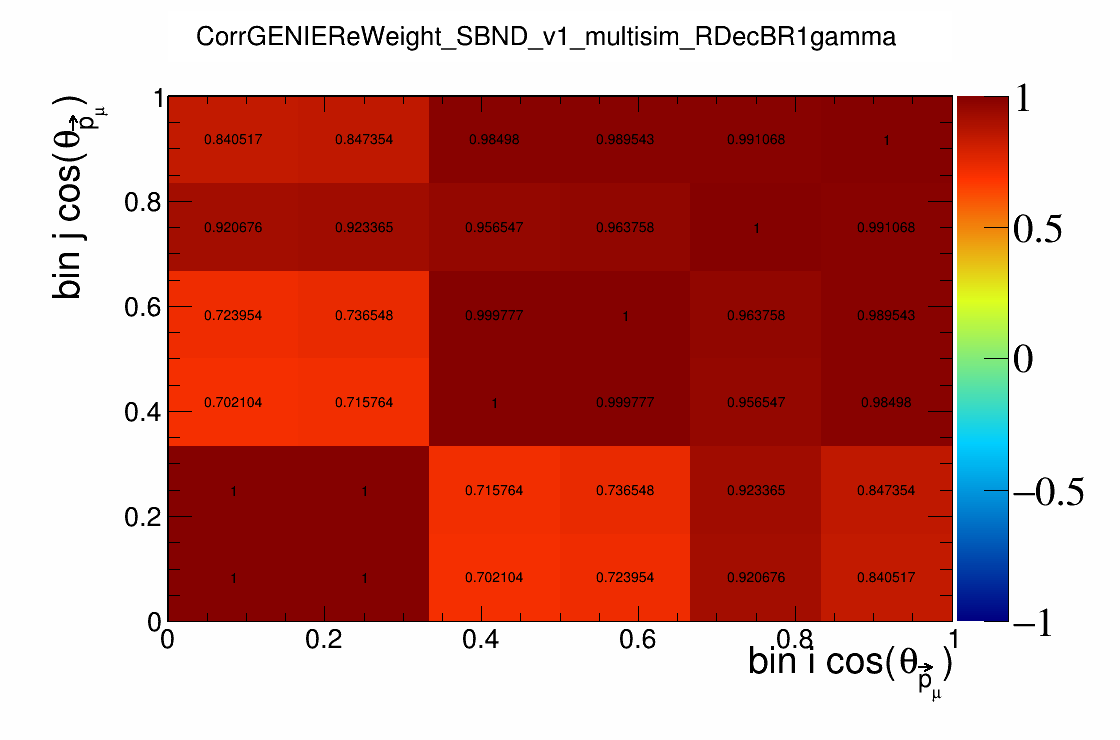 CorrGENIEReWeight_SBND_v1_multisim_RDecBR1gamma
bin j cos(θp⃗μ)
1
0.8
0.6
0.4
0.2
0
0.840517 0.847354 0.98498 0.989543 0.991068 1
0.920676 0.923365 0.956547 0.963758 1 0.991068
0.723954 0.736548 0.999777 1 0.963758 0.989543
0.702104 0.715764 1 0.999777 0.956547 0.98498
1 1 0.715764 0.736548 0.923365 0.847354
1 1 0.702104 0.723954 0.920676 0.840517
0 0.2 0.4 0.6 0.8 1
bin i cos(θp⃗μ)
1
0.5
0
−0.5
−1